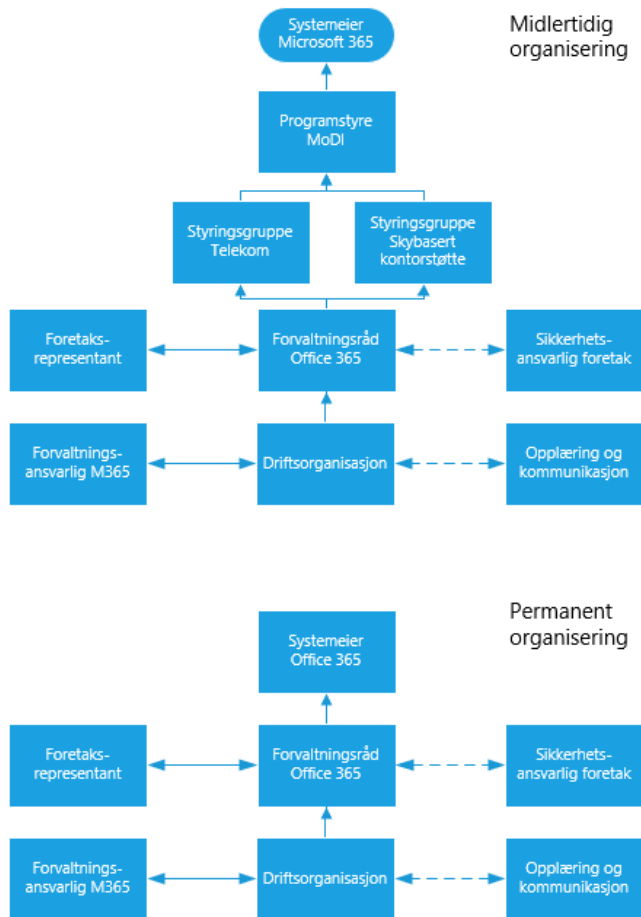 Systemeier
Microsoft 365
Midlertidig
organisering
Programstyre
MoDI
Styringsgruppe
Telekom
Styringsgruppe
Skybasert
kontorstøtte
Foretaks-
representant
Forvaltningsråd
Office 365
Sikkerhets-
ansvarlig foretak
Forvaltnings-
ansvarlig M365
Driftsorganisasjon
Opplæring og
kommunikasjon
Permanent
organisering
Systemeier
Office 365
Foretaks-
representant
Forvaltningsråd
Office 365
Sikkerhets-
ansvarlig foretak
Forvaltnings-
ansvarlig M365
Driftsorganisasjon
Opplæring og
kommunikasjon